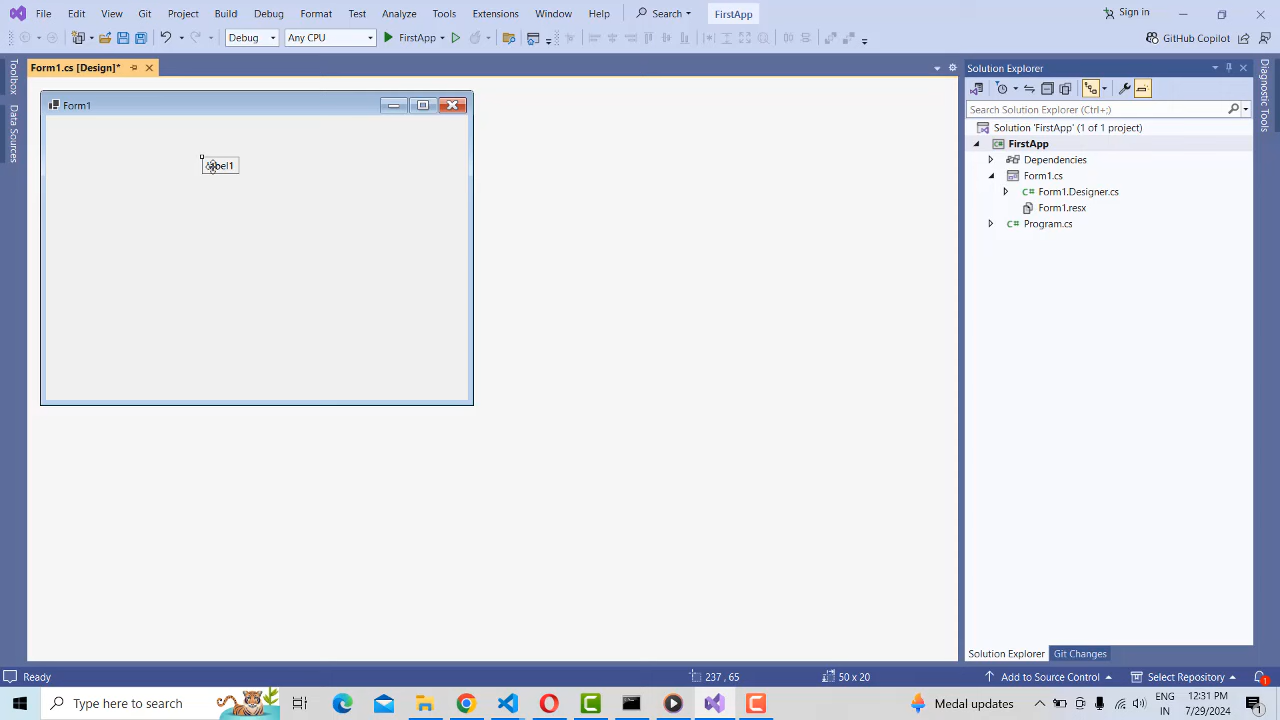 File Edit View Git Project Build Debug Format Test Analyze Tools Extensions Window Help Search FirstApp Sign in
Debug Any CPU FirstApp GitHub Copilot
Form1.cs [Design]*
Toolbox
Data Sources
Form1
Solution Explorer
Search Solution Explorer (Ctrl+;)
Solution 'FirstApp' (1 of 1 project)
FirstApp
Dependencies
Form1.cs
Form1.Designer.cs
Form1.resx
Program.cs
Diagnostic Tools
Solution Explorer Git Changes
Ready 237, 65 50 x 20 Add to Source Control Select Repository 1
Type here to search Medal updates ENG 12:31 PM
IN 7/29/2024 1